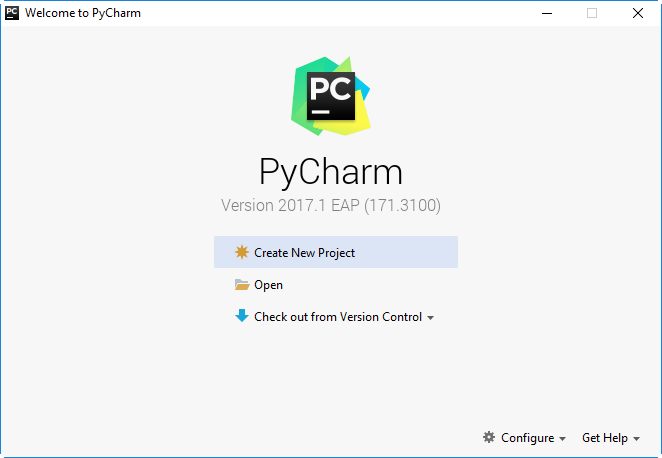 Welcome to PyCharm
PC
PC
PyCharm
Version 2017.1 EAP (171.3100)
Create New Project
Open
Check out from Version Control
Configure Get Help